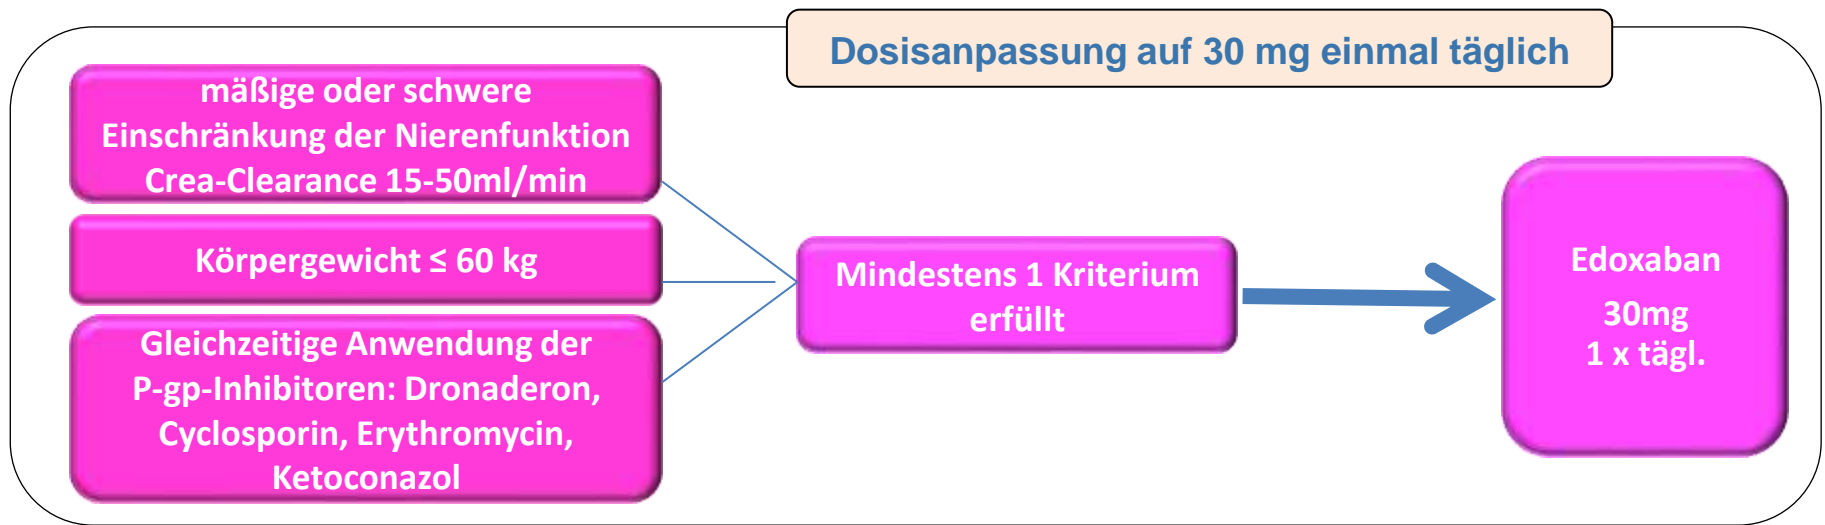 Dosisanpassung auf 30 mg einmal täglich
mäßige oder schwere
Einschränkung der Nierenfunktion
Crea-Clearance 15-50ml/min
Körpergewicht ≤ 60 kg
Gleichzeitige Anwendung der
P-gp-Inhibitoren: Dronaderon,
Cyclosporin, Erythromycin,
Ketoconazol
Mindestens 1 Kriterium
erfüllt
Edoxaban
30mg
1 x tägl.